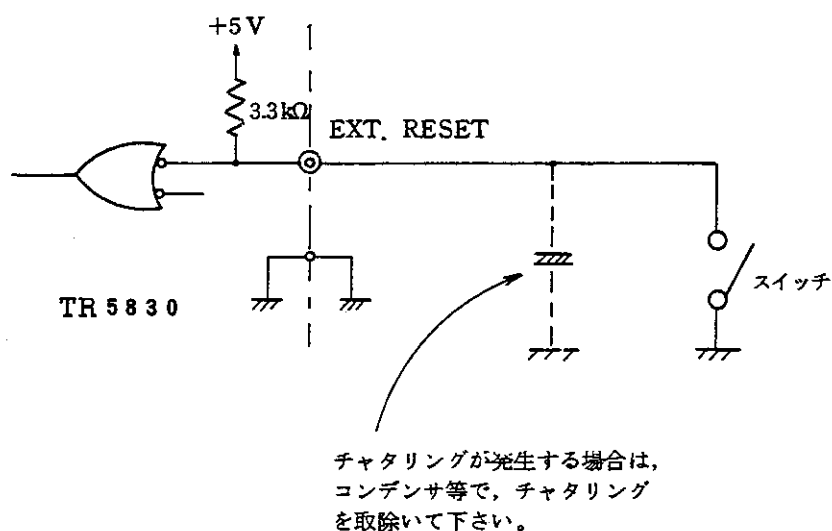 +5V
3.3kΩ
EXT. RESET
TR5830
スイッチ
チャタリングが発生する場合は,
コンデンサ等で, チャタリング
を取除いて下さい。